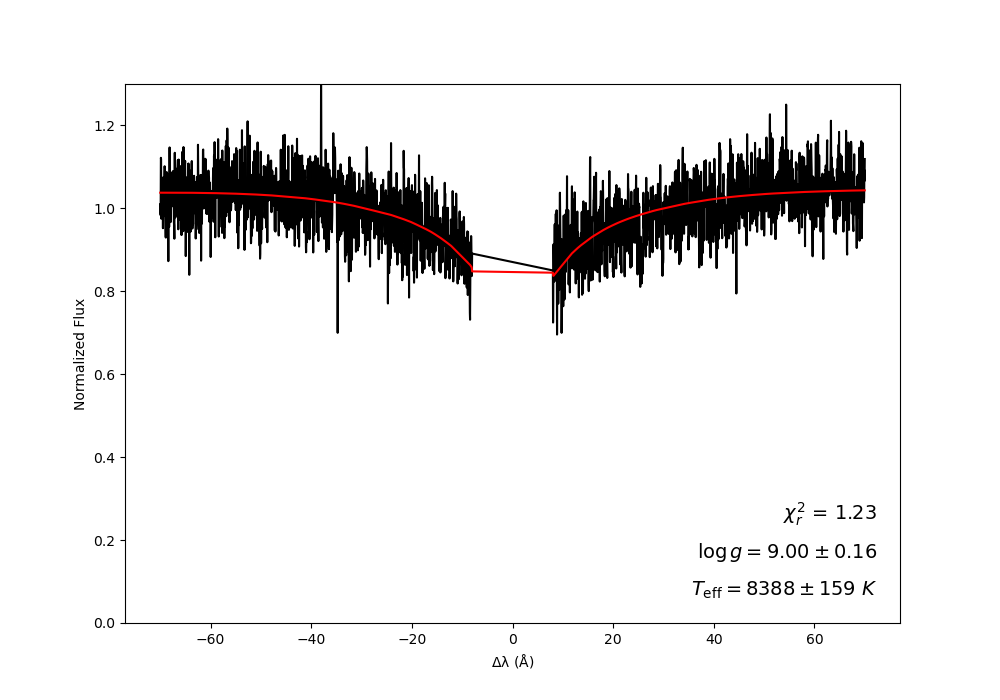 1.2
1.0
0.8
0.6
0.4
0.2
0.0
Normalized Flux
χ²ᵣ = 1.23
log g = 9.00 ± 0.16
T_eff = 8388 ± 159 K
−60 −40 −20 0 20 40 60
Δλ (Å)